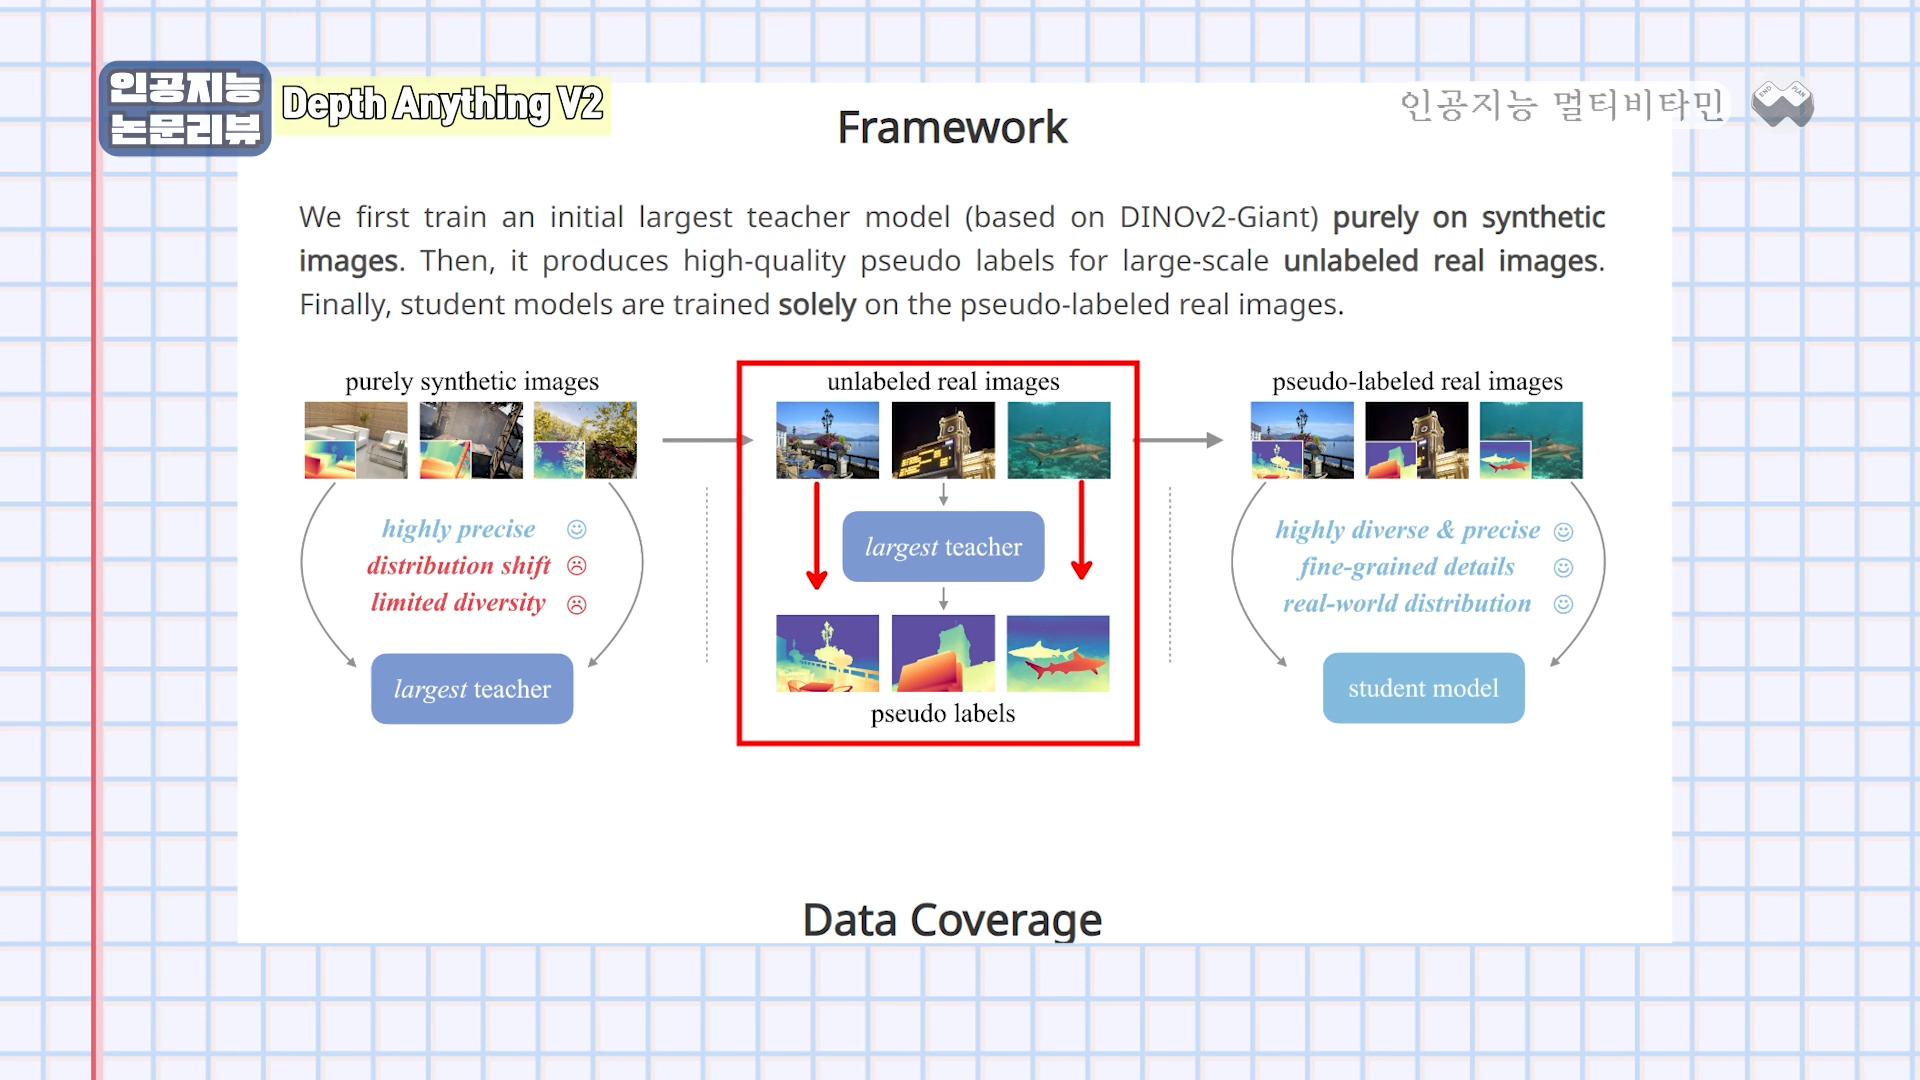 인공지능
논문리뷰
Depth Anything V2
인공지능 멀티비타민
END PLAN
Framework
We first train an initial largest teacher model (based on DINOv2-Giant) purely on synthetic
images. Then, it produces high-quality pseudo labels for large-scale unlabeled real images.
Finally, student models are trained solely on the pseudo-labeled real images.
purely synthetic images
highly precise
distribution shift
limited diversity
largest teacher
unlabeled real images
largest teacher
pseudo labels
pseudo-labeled real images
highly diverse & precise
fine-grained details
real-world distribution
student model
Data Coverage